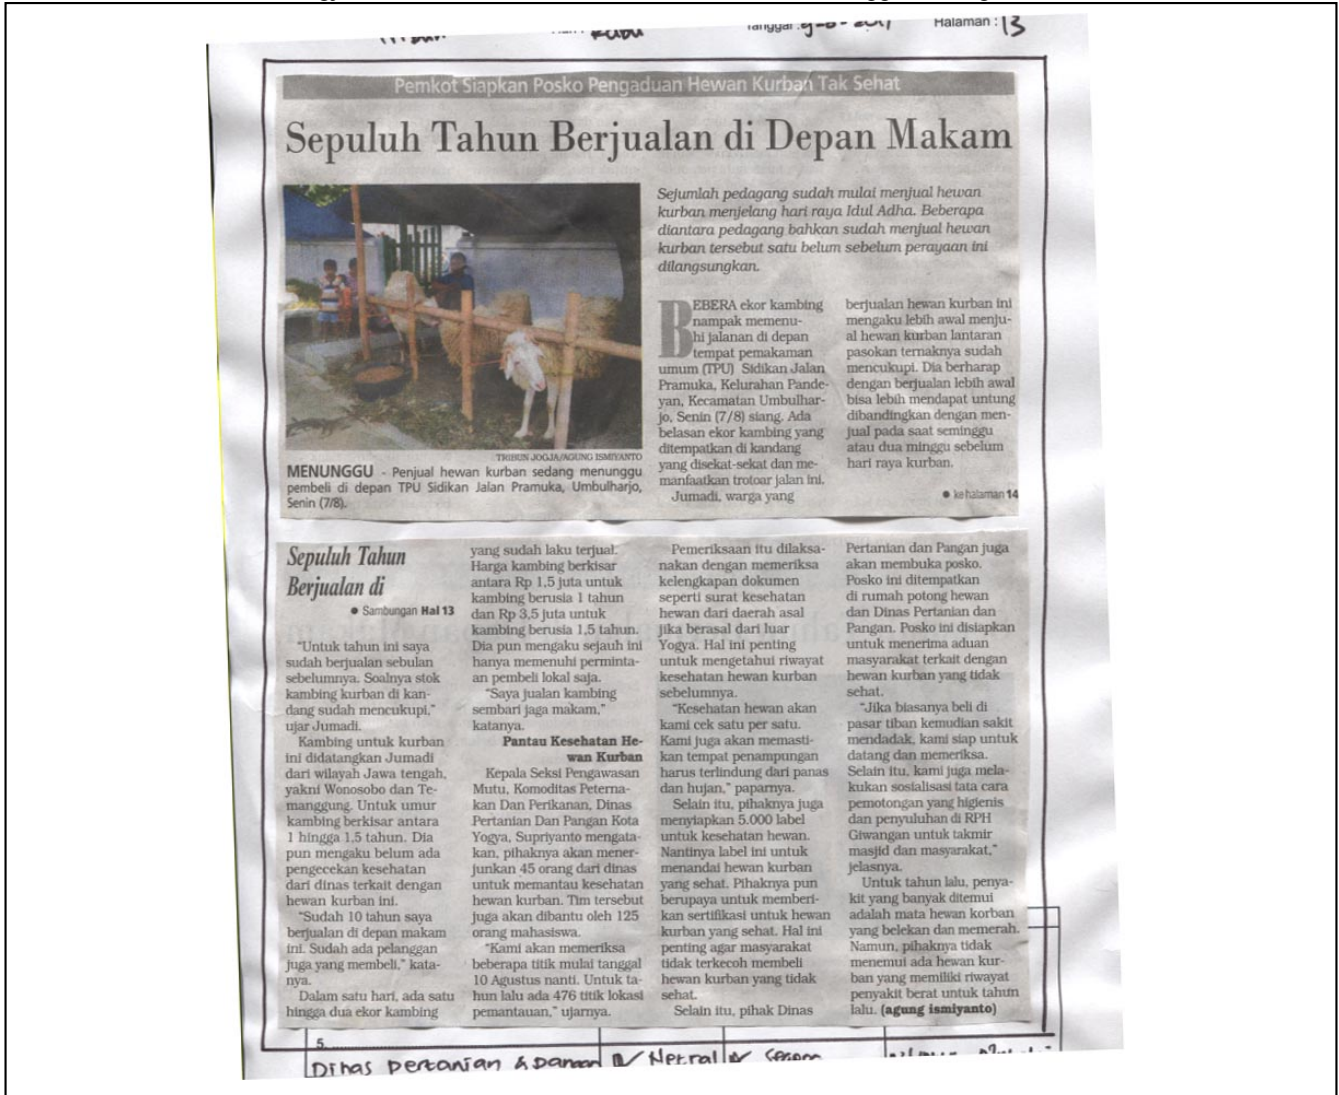 Tanggal :
Halaman : 13
Pemkot Siapkan Posko Pengaduan Hewan Kurban Tak Sehat
Sepuluh Tahun Berjualan di Depan Makam
TRIBUN JOGJA/AGUNG ISMIYANTO
MENUNGGU - Penjual hewan kurban sedang menunggu
pembeli di depan TPU Sidikan Jalan Pramuka, Umbulharjo,
Senin (7/8).
Sejumlah pedagang sudah mulai menjual hewan
kurban menjelang hari raya Idul Adha. Beberapa
diantara pedagang bahkan sudah menjual hewan
kurban tersebut satu belum sebelum perayaan ini
dilangsungkan.
BEBERA ekor kambing
nampak memenu-
hi jalanan di depan
tempat pemakaman
umum (TPU) Sidikan Jalan
Pramuka, Kelurahan Pande-
yan, Kecamatan Umbulhar-
jo, Senin (7/8) siang. Ada
belasan ekor kambing yang
ditempatkan di kandang
yang disekat-sekat dan me-
manfaatkan trotoar jalan ini.
Jumadi, warga yang
berjualan hewan kurban ini
mengaku lebih awal menju-
al hewan kurban lantaran
pasokan ternaknya sudah
mencukupi. Dia berharap
dengan berjualan lebih awal
bisa lebih mendapat untung
dibandingkan dengan men-
jual pada saat seminggu
atau dua minggu sebelum
hari raya kurban.
● ke halaman 14
Sepuluh Tahun
Berjualan di
● Sambungan Hal 13
"Untuk tahun ini saya
sudah berjualan sebulan
sebelumnya. Soalnya stok
kambing kurban di kan-
dang sudah mencukupi,"
ujar Jumadi.
Kambing untuk kurban
ini didatangkan Jumadi
dari wilayah Jawa tengah,
yakni Wonosobo dan Te-
manggung. Untuk umur
kambing berkisar antara
1 hingga 1,5 tahun. Dia
pun mengaku belum ada
pengecekan kesehatan
dari dinas terkait dengan
hewan kurban ini.
"Sudah 10 tahun saya
berjualan di depan makam
ini. Sudah ada pelanggan
juga yang membeli," kata-
nya.
Dalam satu hari, ada satu
hingga dua ekor kambing
yang sudah laku terjual.
Harga kambing berkisar
antara Rp 1,5 juta untuk
kambing berusia 1 tahun
dan Rp 3,5 juta untuk
kambing berusia 1,5 tahun.
Dia pun mengaku sejauh ini
hanya memenuhi perminta-
an pembeli lokal saja.
"Saya jualan kambing
sembari jaga makam,"
katanya.
Pantau Kesehatan He-
wan Kurban
Kepala Seksi Pengawasan
Mutu, Komoditas Peterna-
kan Dan Perikanan, Dinas
Pertanian Dan Pangan Kota
Yogya, Supriyanto mengata-
kan, pihaknya akan mener-
junkan 45 orang dari dinas
untuk memantau kesehatan
hewan kurban. Tim tersebut
juga akan dibantu oleh 125
orang mahasiswa.
"Kami akan memeriksa
beberapa titik mulai tanggal
10 Agustus nanti. Untuk ta-
hun lalu ada 476 titik lokasi
pemantauan," ujarnya.
Pemeriksaan itu dilaksa-
nakan dengan memeriksa
kelengkapan dokumen
seperti surat kesehatan
hewan dari daerah asal
jika berasal dari luar
Yogya. Hal ini penting
untuk mengetahui riwayat
kesehatan hewan kurban
sebelumnya.
"Kesehatan hewan akan
kami cek satu per satu.
Kami juga akan memasti-
kan tempat penampungan
harus terlindung dari panas
dan hujan," paparnya.
Selain itu, pihaknya juga
menyiapkan 5.000 label
untuk kesehatan hewan.
Nantinya label ini untuk
menandai hewan kurban
yang sehat. Pihaknya pun
berupaya untuk memberi-
kan sertifikasi untuk hewan
kurban yang sehat. Hal ini
penting agar masyarakat
tidak terkecoh membeli
hewan kurban yang tidak
sehat.
Selain itu, pihak Dinas
Pertanian dan Pangan juga
akan membuka posko.
Posko ini ditempatkan
di rumah potong hewan
dan Dinas Pertanian dan
Pangan. Posko ini disiapkan
untuk menerima aduan
masyarakat terkait dengan
hewan kurban yang tidak
sehat.
"Jika biasanya beli di
pasar tiban kemudian sakit
mendadak, kami siap untuk
datang dan memeriksa.
Selain itu, kami juga mela-
kukan sosialisasi tata cara
pemotongan yang higienis
dan penyuluhan di RPH
Giwangan untuk takmir
masjid dan masyarakat,"
jelasnya.
Untuk tahun lalu, penya-
kit yang banyak ditemui
adalah mata hewan korban
yang belekan dan memerah.
Namun, pihaknya tidak
menemui ada hewan kur-
ban yang memiliki riwayat
penyakit berat untuk tahun
lalu. (agung ismiyanto)
5.
Dinas Pertanian & Netral